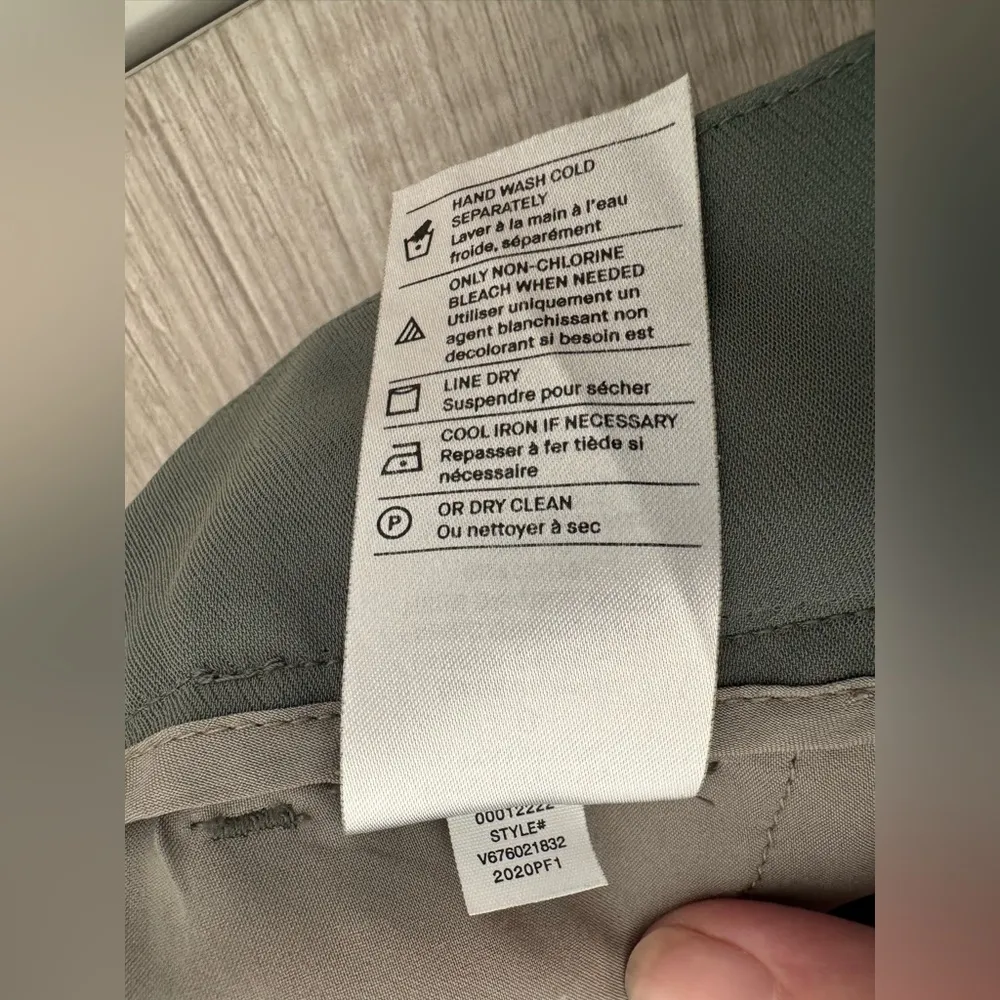 HAND WASH COLD
SEPARATELY
Laver à la main à l'eau
froide, séparément
ONLY NON-CHLORINE
BLEACH WHEN NEEDED
Utiliser uniquement un
agent blanchissant non
decolorant si besoin est
LINE DRY
Suspendre pour sécher
COOL IRON IF NECESSARY
Repasser à fer tiède si
nécessaire
P
OR DRY CLEAN
Ou nettoyer à sec
00012222
STYLE#
V676021832
2020PF1